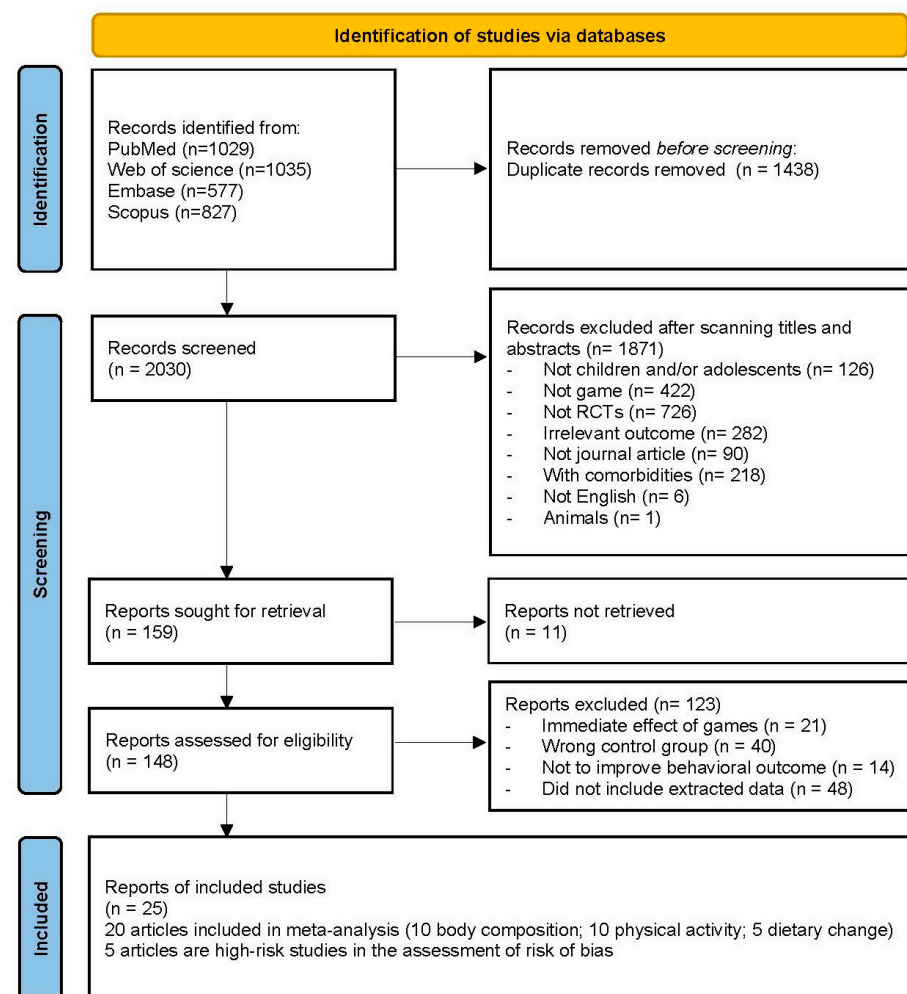 Identification of studies via databases
Identification
Records identified from:
PubMed (n=1029)
Web of science (n=1035)
Embase (n=577)
Scopus (n=827)
Records removed before screening:
Duplicate records removed (n = 1438)
Screening
Records screened
(n = 2030)
Records excluded after scanning titles and
abstracts (n= 1871)
- Not children and/or adolescents (n= 126)
- Not game (n= 422)
- Not RCTs (n= 726)
- Irrelevant outcome (n= 282)
- Not journal article (n= 90)
- With comorbidities (n= 218)
- Not English (n= 6)
- Animals (n= 1)
Reports sought for retrieval
(n = 159)
Reports not retrieved
(n = 11)
Reports assessed for eligibility
(n = 148)
Reports excluded (n= 123)
- Immediate effect of games (n = 21)
- Wrong control group (n = 40)
- Not to improve behavioral outcome (n = 14)
- Did not include extracted data (n = 48)
Included
Reports of included studies
(n = 25)
20 articles included in meta-analysis (10 body composition; 10 physical activity; 5 dietary change)
5 articles are high-risk studies in the assessment of risk of bias